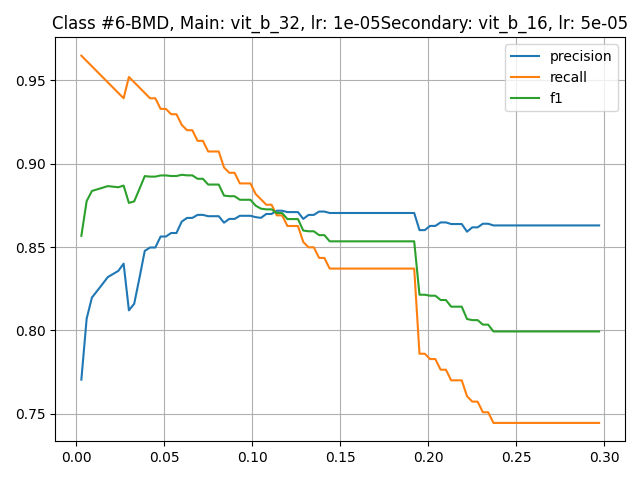 Class #6-BMD, Main: vit_b_32, lr: 1e-05Secondary: vit_b_16, lr: 5e-05
precision
recall
f1
0.95
0.90
0.85
0.80
0.75
0.00 0.05 0.10 0.15 0.20 0.25 0.30